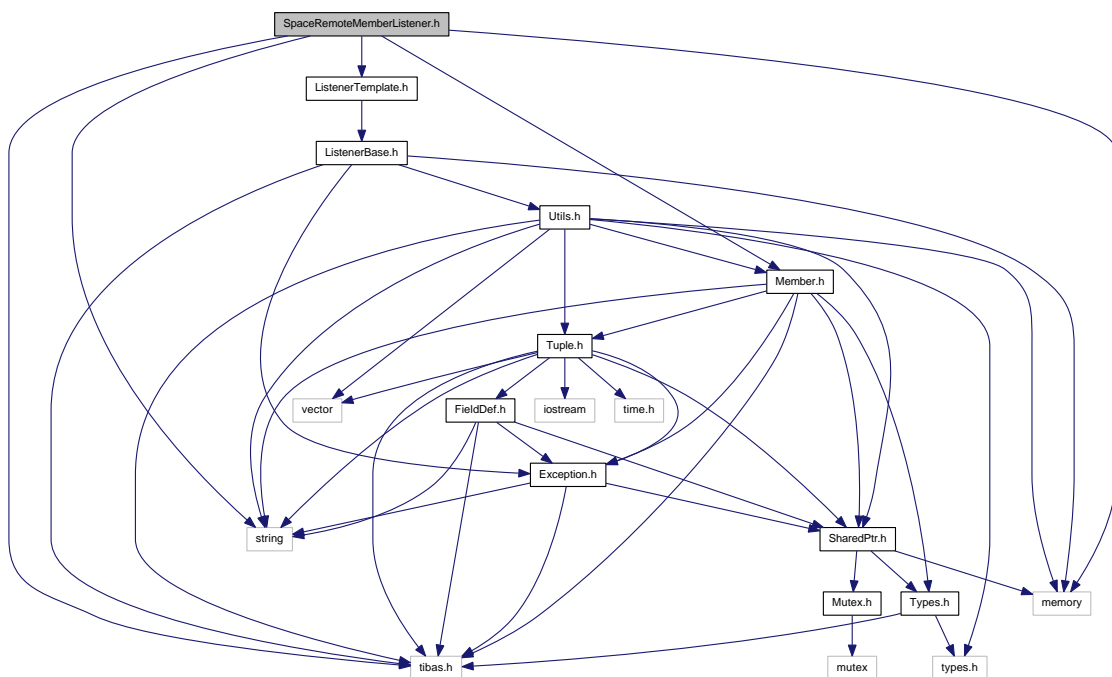 SpaceRemoteMemberListener.h
ListenerTemplate.h
ListenerBase.h
Utils.h
Member.h
Tuple.h
vector
FieldDef.h
iostream
time.h
Exception.h
string
SharedPtr.h
Mutex.h
Types.h
memory
tibas.h
mutex
types.h